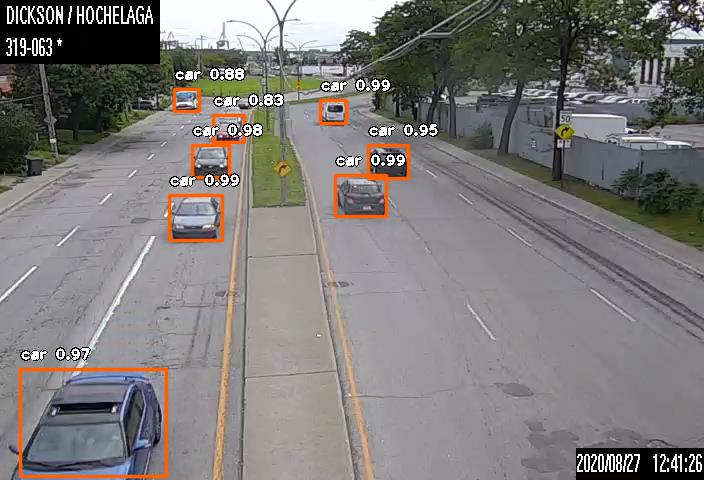 DICKSON / HOCHELAGA
319-063 *
car 0.88
car 0.83
car 0.98
car 0.99
car 0.99
car 0.95
car 0.99
car 0.97
50
2020/08/27 12:41:26